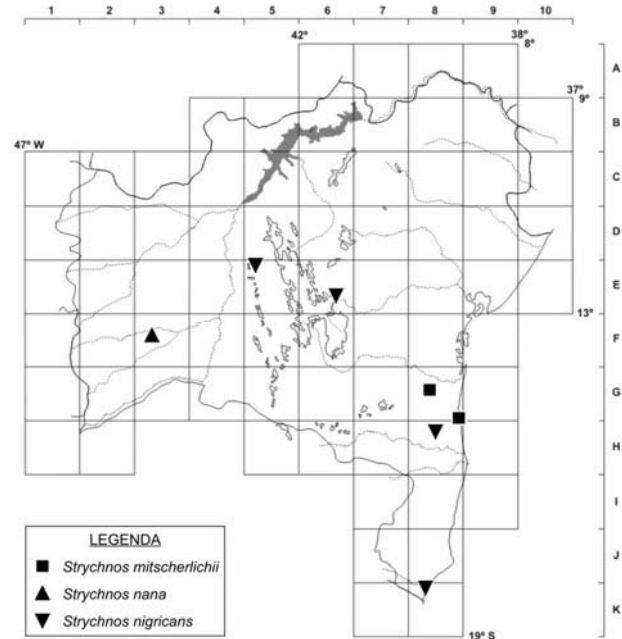 1 2 3 4 5 6 7 8 9 10
42° 38°
8°
A
37°
9°
B
47° W
C
D
E
13°
F
G
H
I
J
K
19° S
LEGENDA
Strychnos mitscherlichii
Strychnos nana
Strychnos nigricans